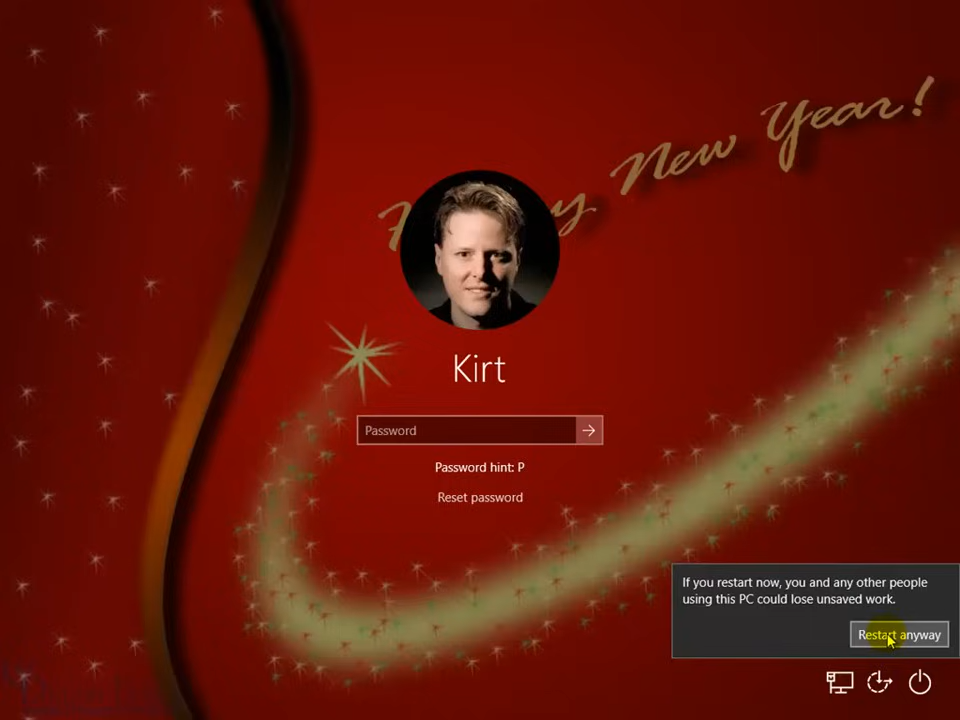 New Year!
Kirt
Password
Password hint: P
Reset password
If you restart now, you and any other people
using this PC could lose unsaved work.
Restart anyway